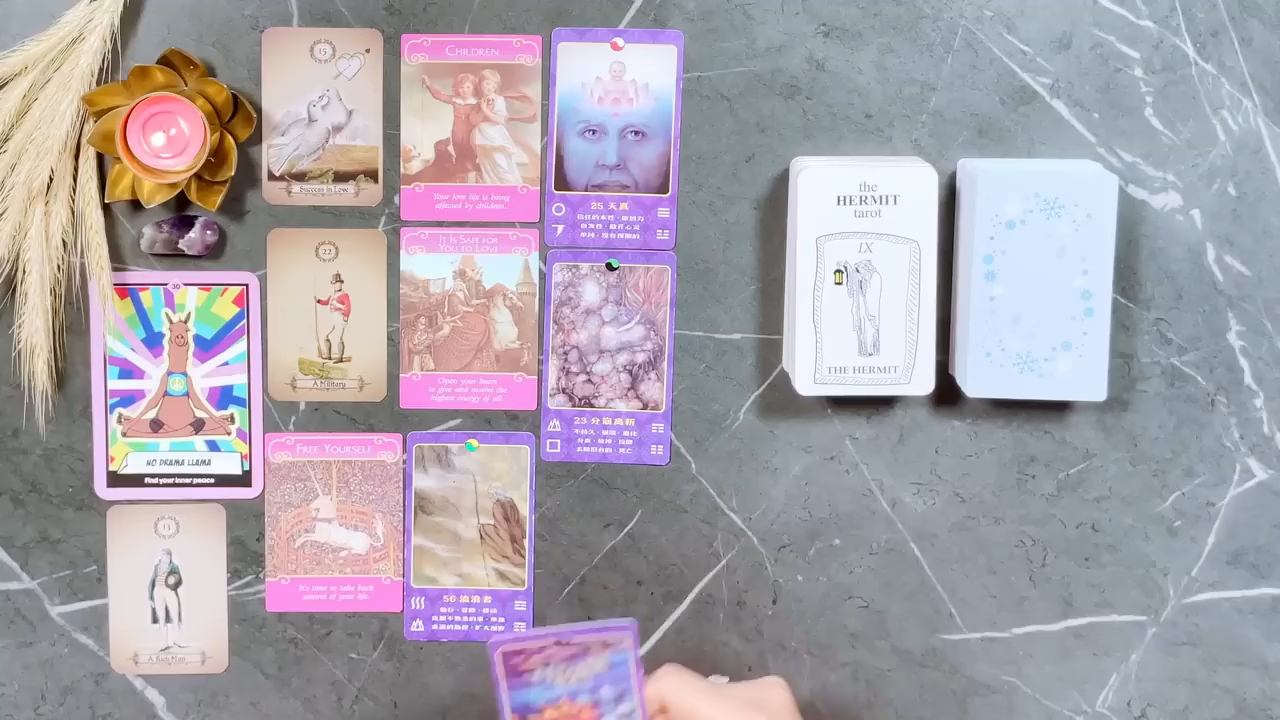 15
Success in Love
CHILDREN
Your love life is being
affected by children.
25 天真
22
A Military
IT IS SAFE FOR
YOU TO LOVE
Open your heart
to give and receive the
highest energy of all.
23 分崩离析
30
NO DRAMA LLAMA
Find your inner peace
13
A Rich Man
FREE YOURSELF
It's time to take back
control of your life.
56 流浪者
the
HERMIT
tarot
IX
THE HERMIT